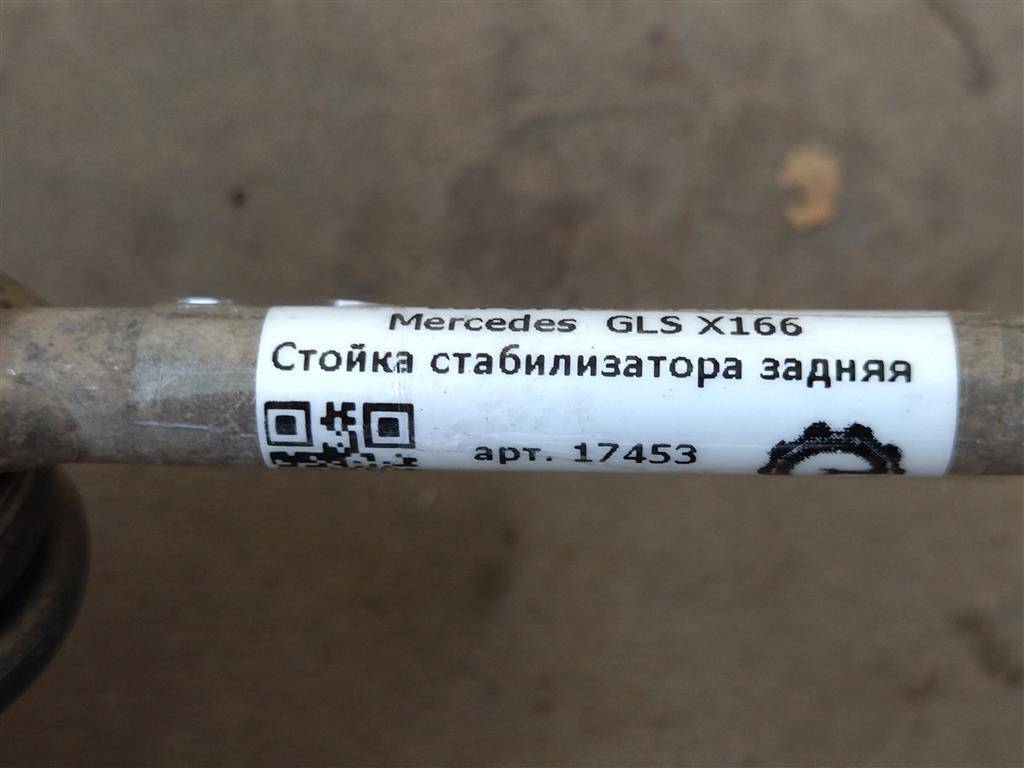 Mercedes GLS X166
Стойка стабилизатора задняя
арт. 17453